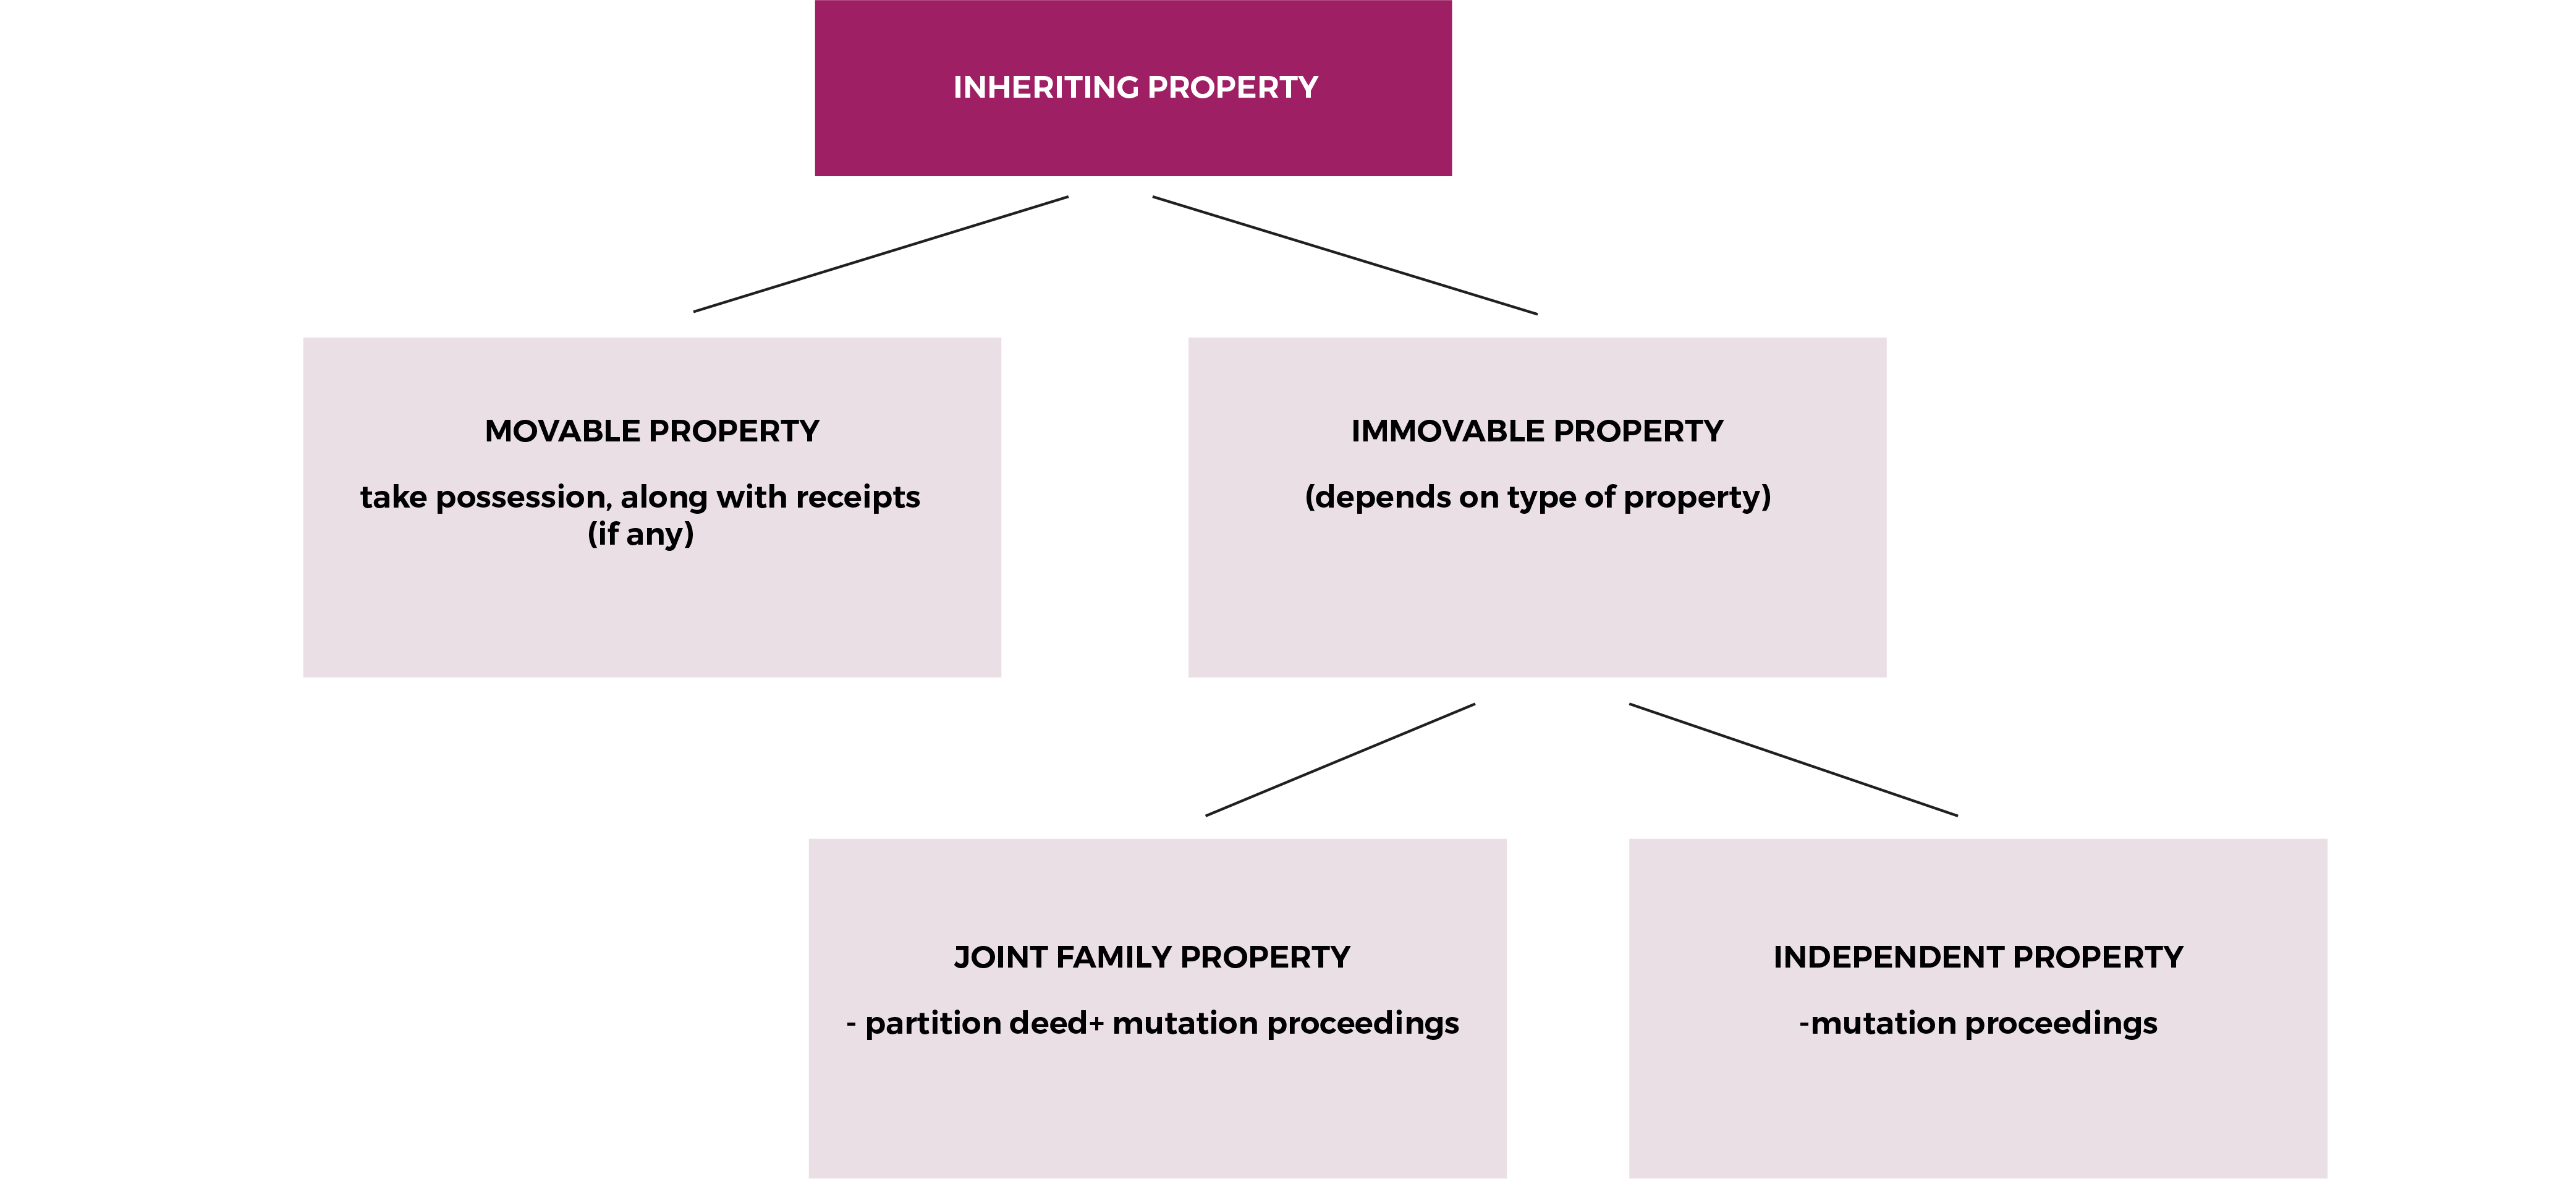 INHERITING PROPERTY
MOVABLE PROPERTY
take possession, along with receipts
(if any)
IMMOVABLE PROPERTY
(depends on type of property)
JOINT FAMILY PROPERTY
- partition deed+ mutation proceedings
INDEPENDENT PROPERTY
-mutation proceedings